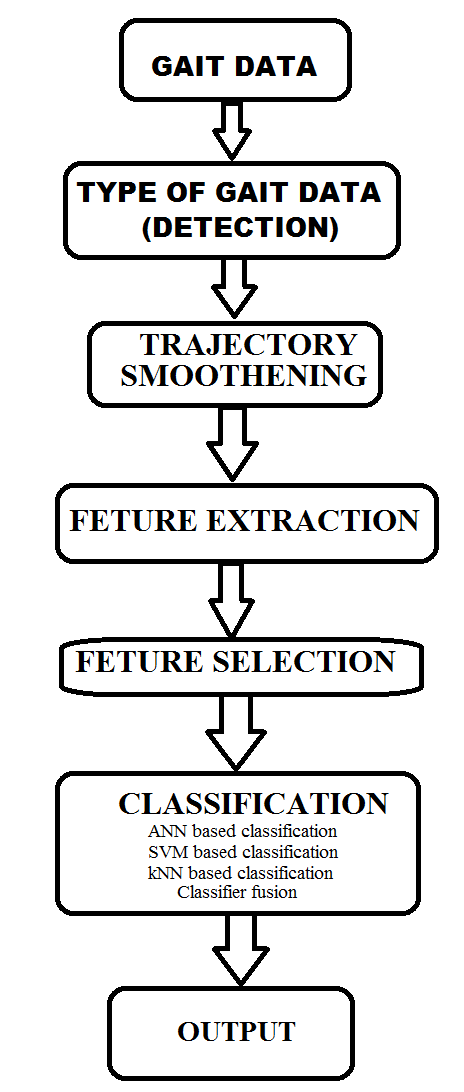 GAIT DATA
TYPE OF GAIT DATA
(DETECTION)
TRAJECTORY
SMOOTHENING
FETURE EXTRACTION
FETURE SELECTION
CLASSIFICATION
ANN based classification
SVM based classification
kNN based classification
Classifier fusion
OUTPUT